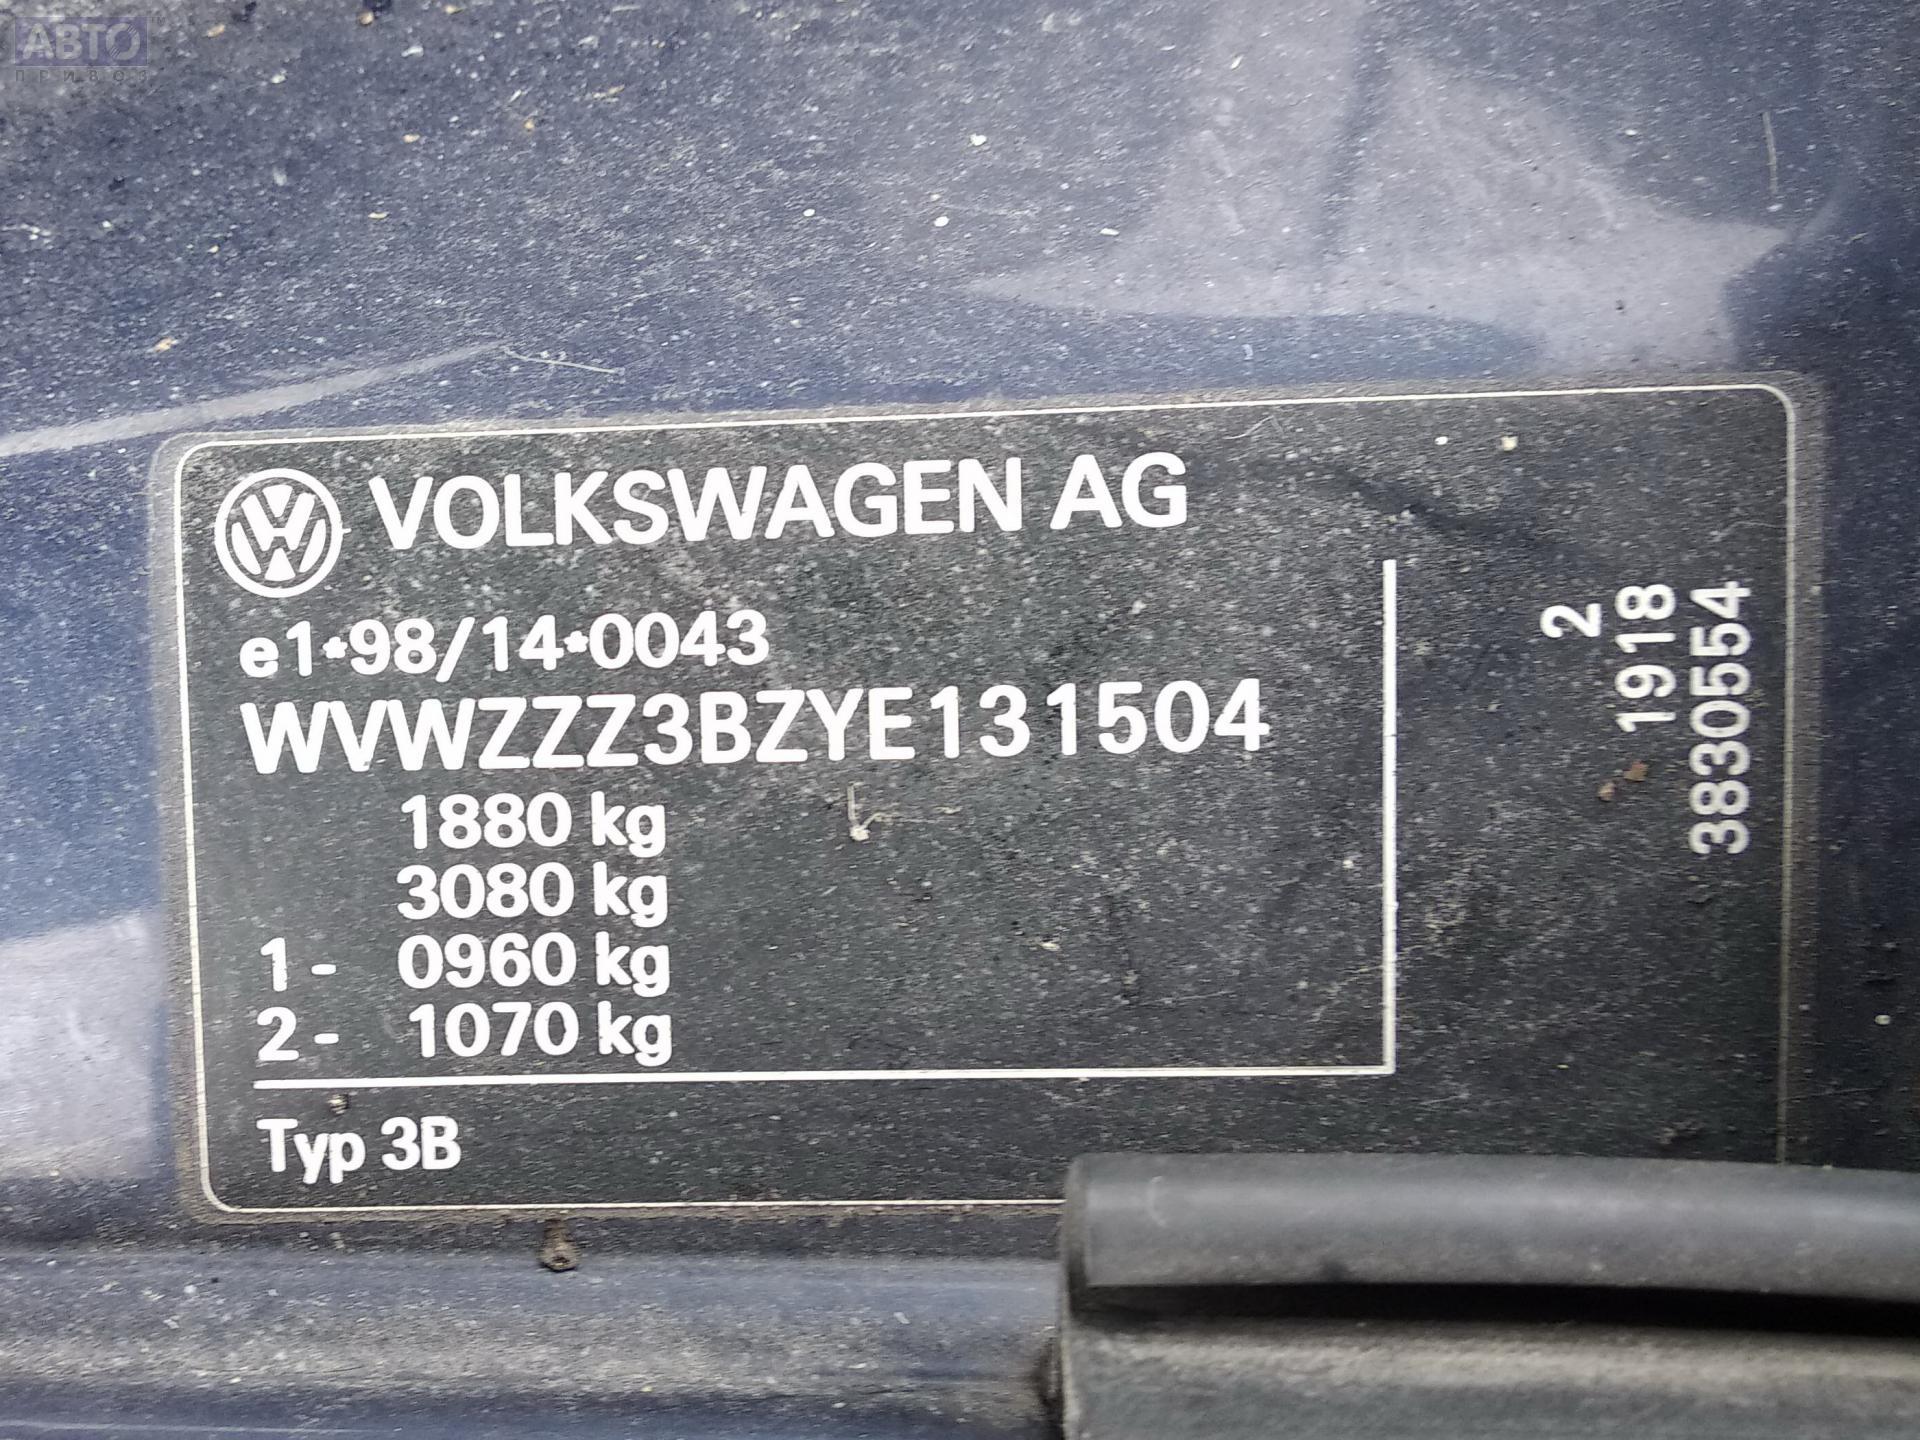 АВТО
ПРИВОЗ
VOLKSWAGEN AG
e1*98/14*0043
WVWZZZ3BZYE131504
1880 kg
3080 kg
1- 0960 kg
2- 1070 kg
Typ 3B
2
1918
3830554